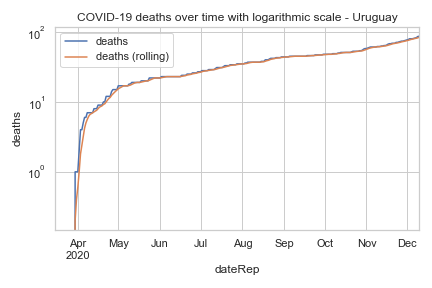 COVID-19 deaths over time with logarithmic scale - Uruguay
deaths
deaths (rolling)
10²
10¹
10⁰
deaths
Apr May Jun Jul Aug Sep Oct Nov Dec
2020
dateRep